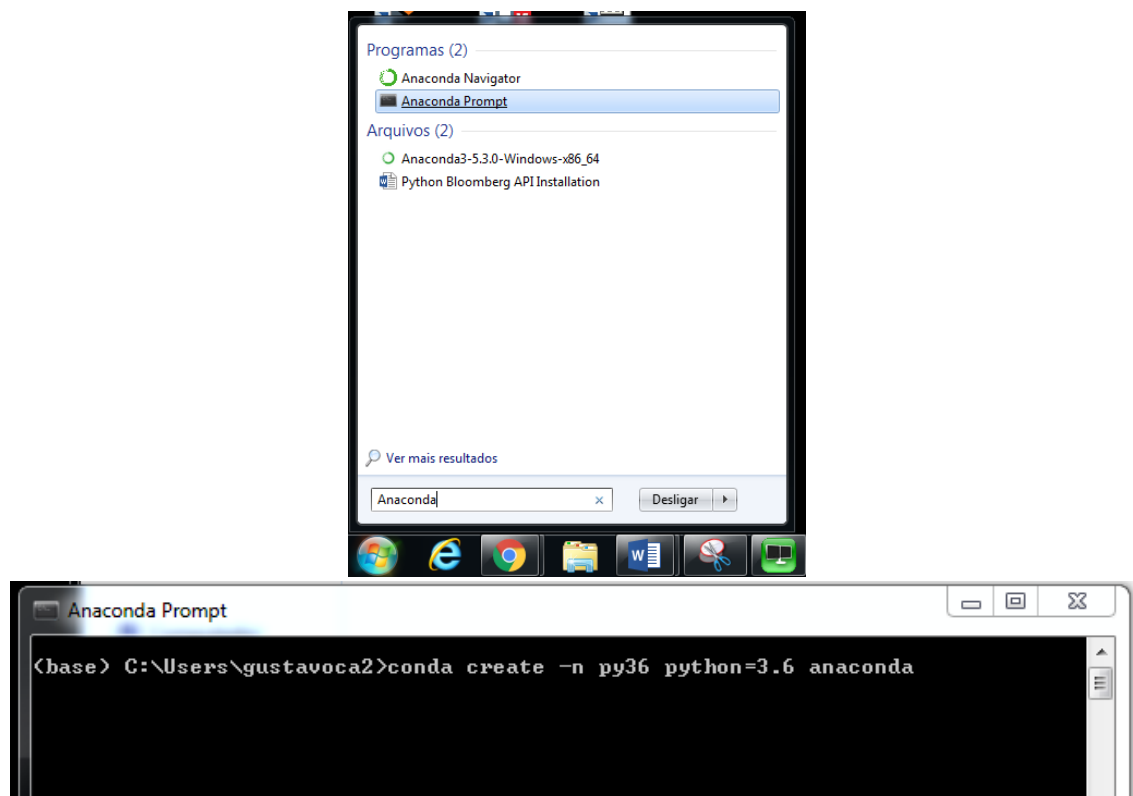 Programas (2)
Anaconda Navigator
Anaconda Prompt
Arquivos (2)
Anaconda3-5.3.0-Windows-x86_64
Python Bloomberg API Installation
Ver mais resultados
Anaconda
Desligar
Anaconda Prompt
(base) C:\Users\gustavoca2>conda create -n py36 python=3.6 anaconda